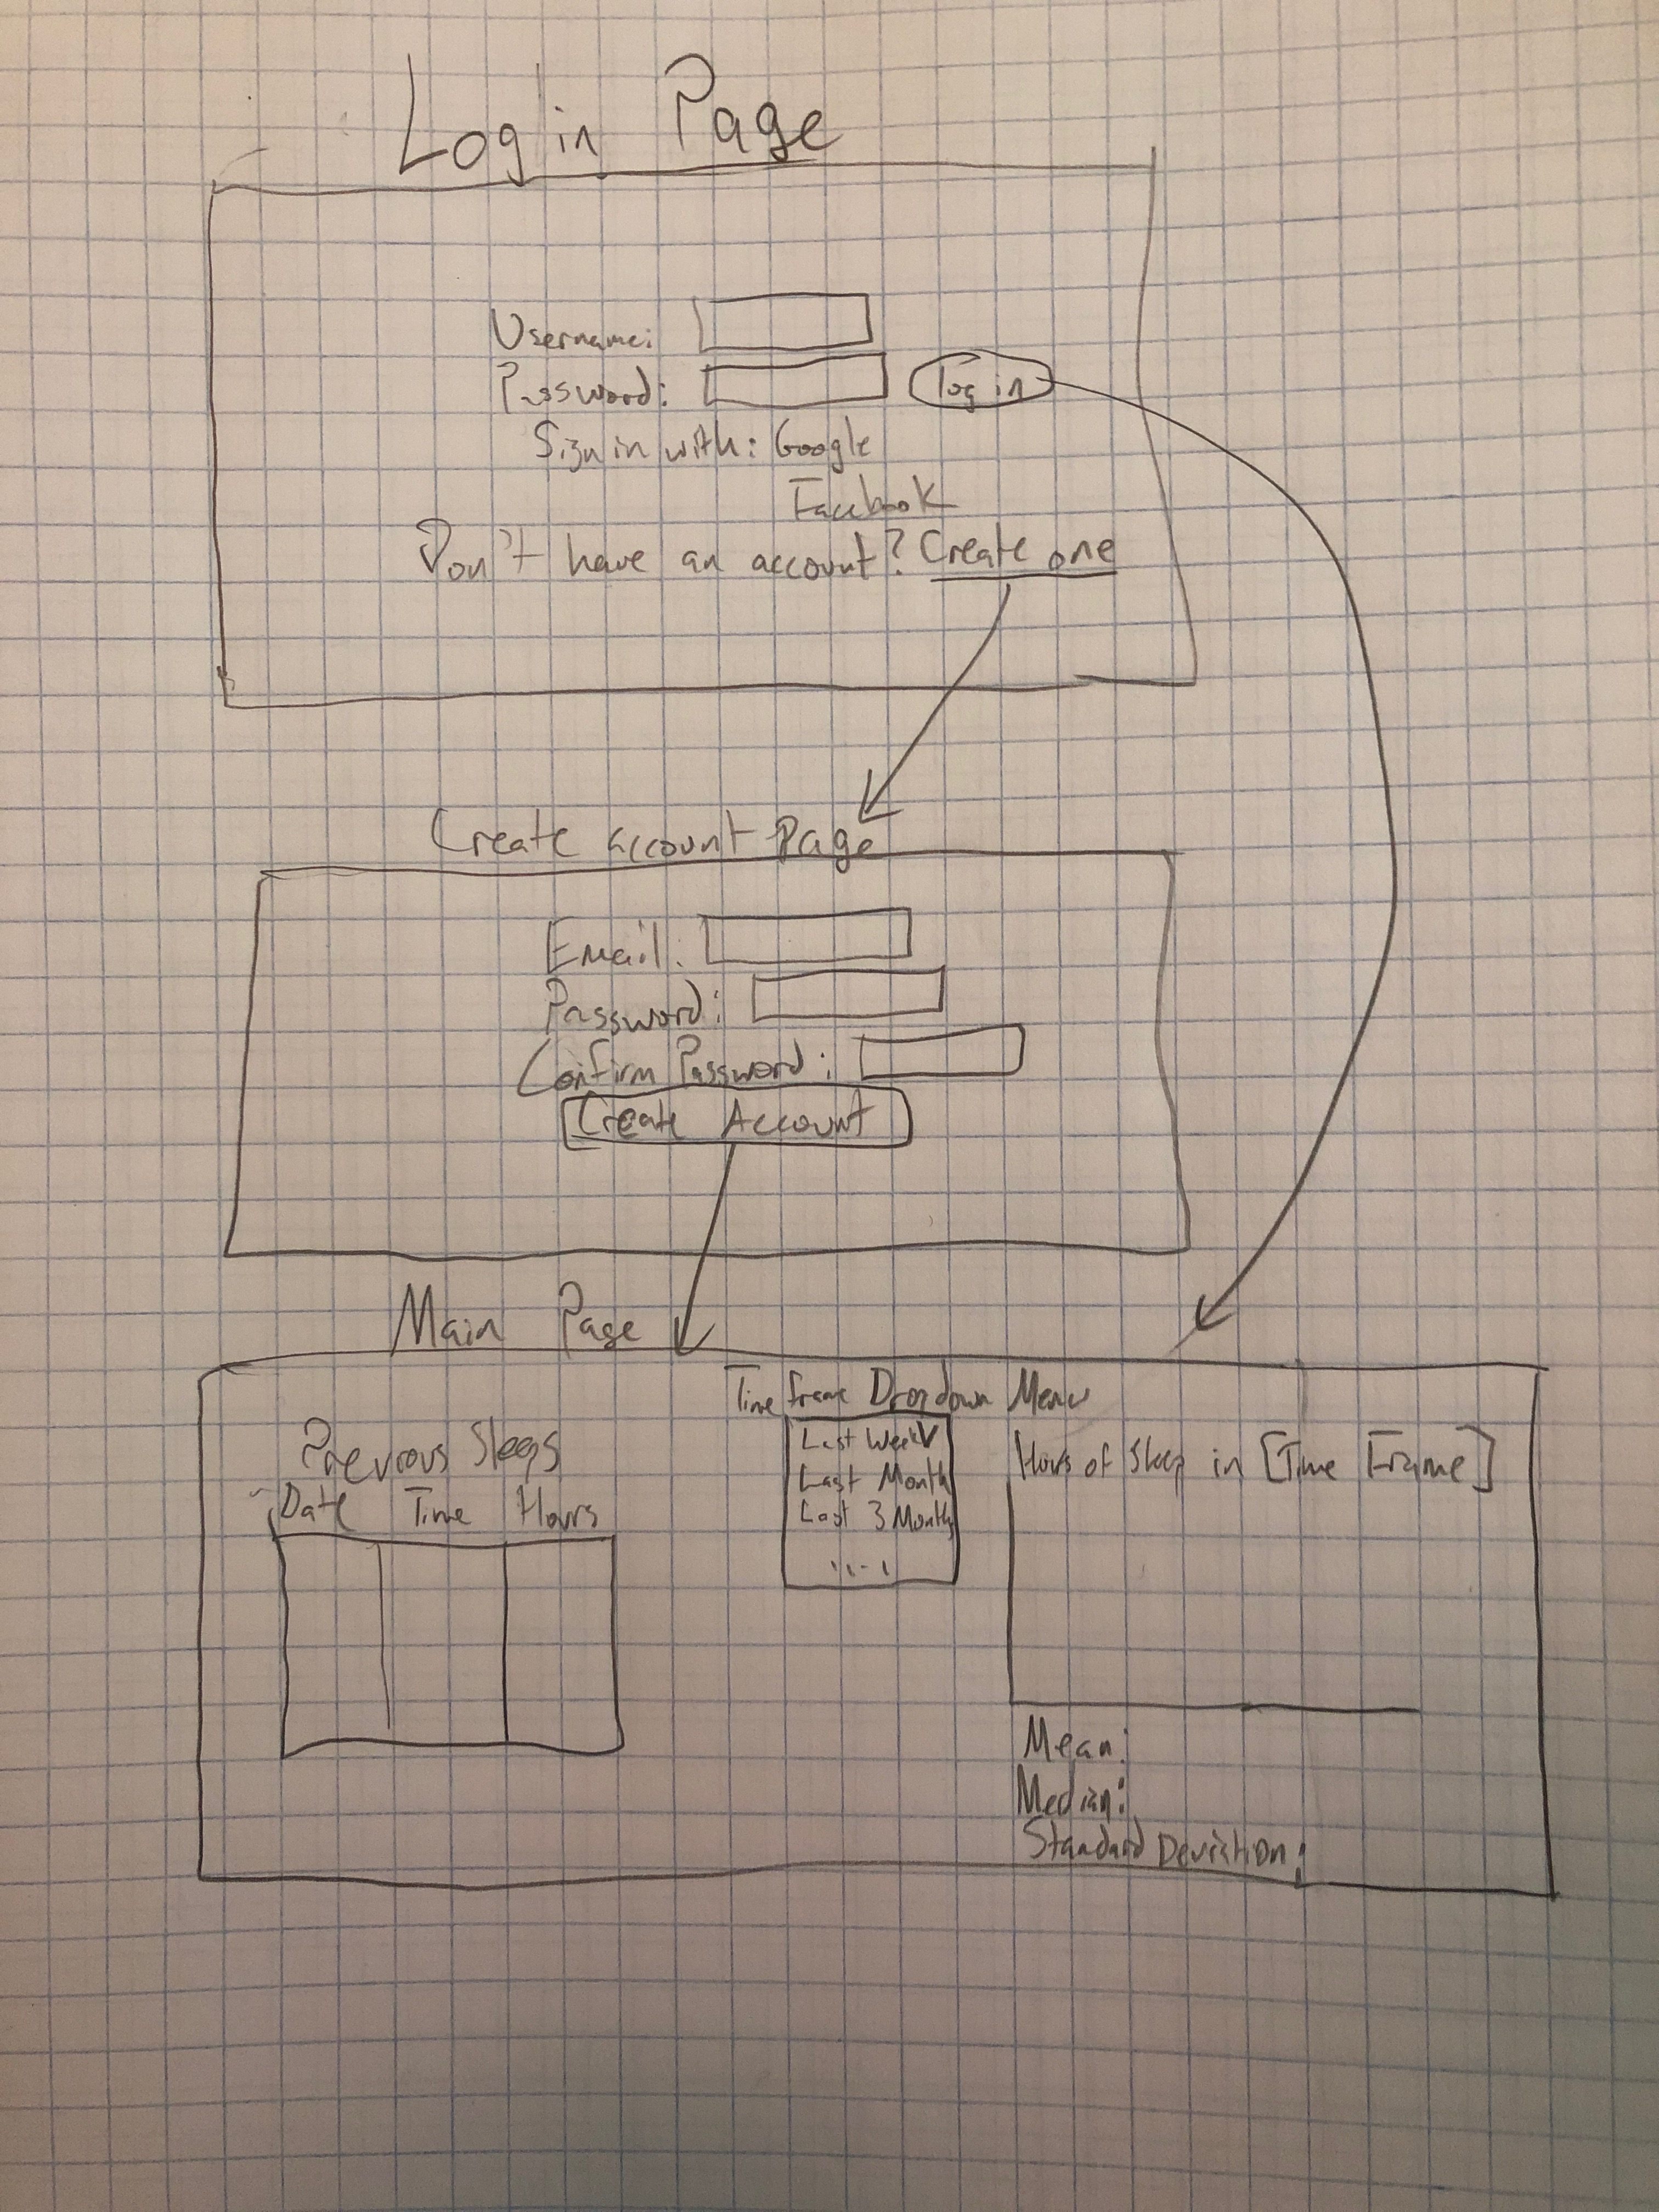 Login Page
Username:
Password: log in
Sign in with: Google
Facebook
Don't have an account? Create one
Create account Page
Email:
Password:
Confirm Password:
Create Account
Main Page
Time frame Dropdown Menu
Previous Sleeps
Date Time Hours
Last Week
Last Month
Last 3 Months
....
Hours of Sleep in [Time Frame]
Mean:
Median:
Standard Deviation: